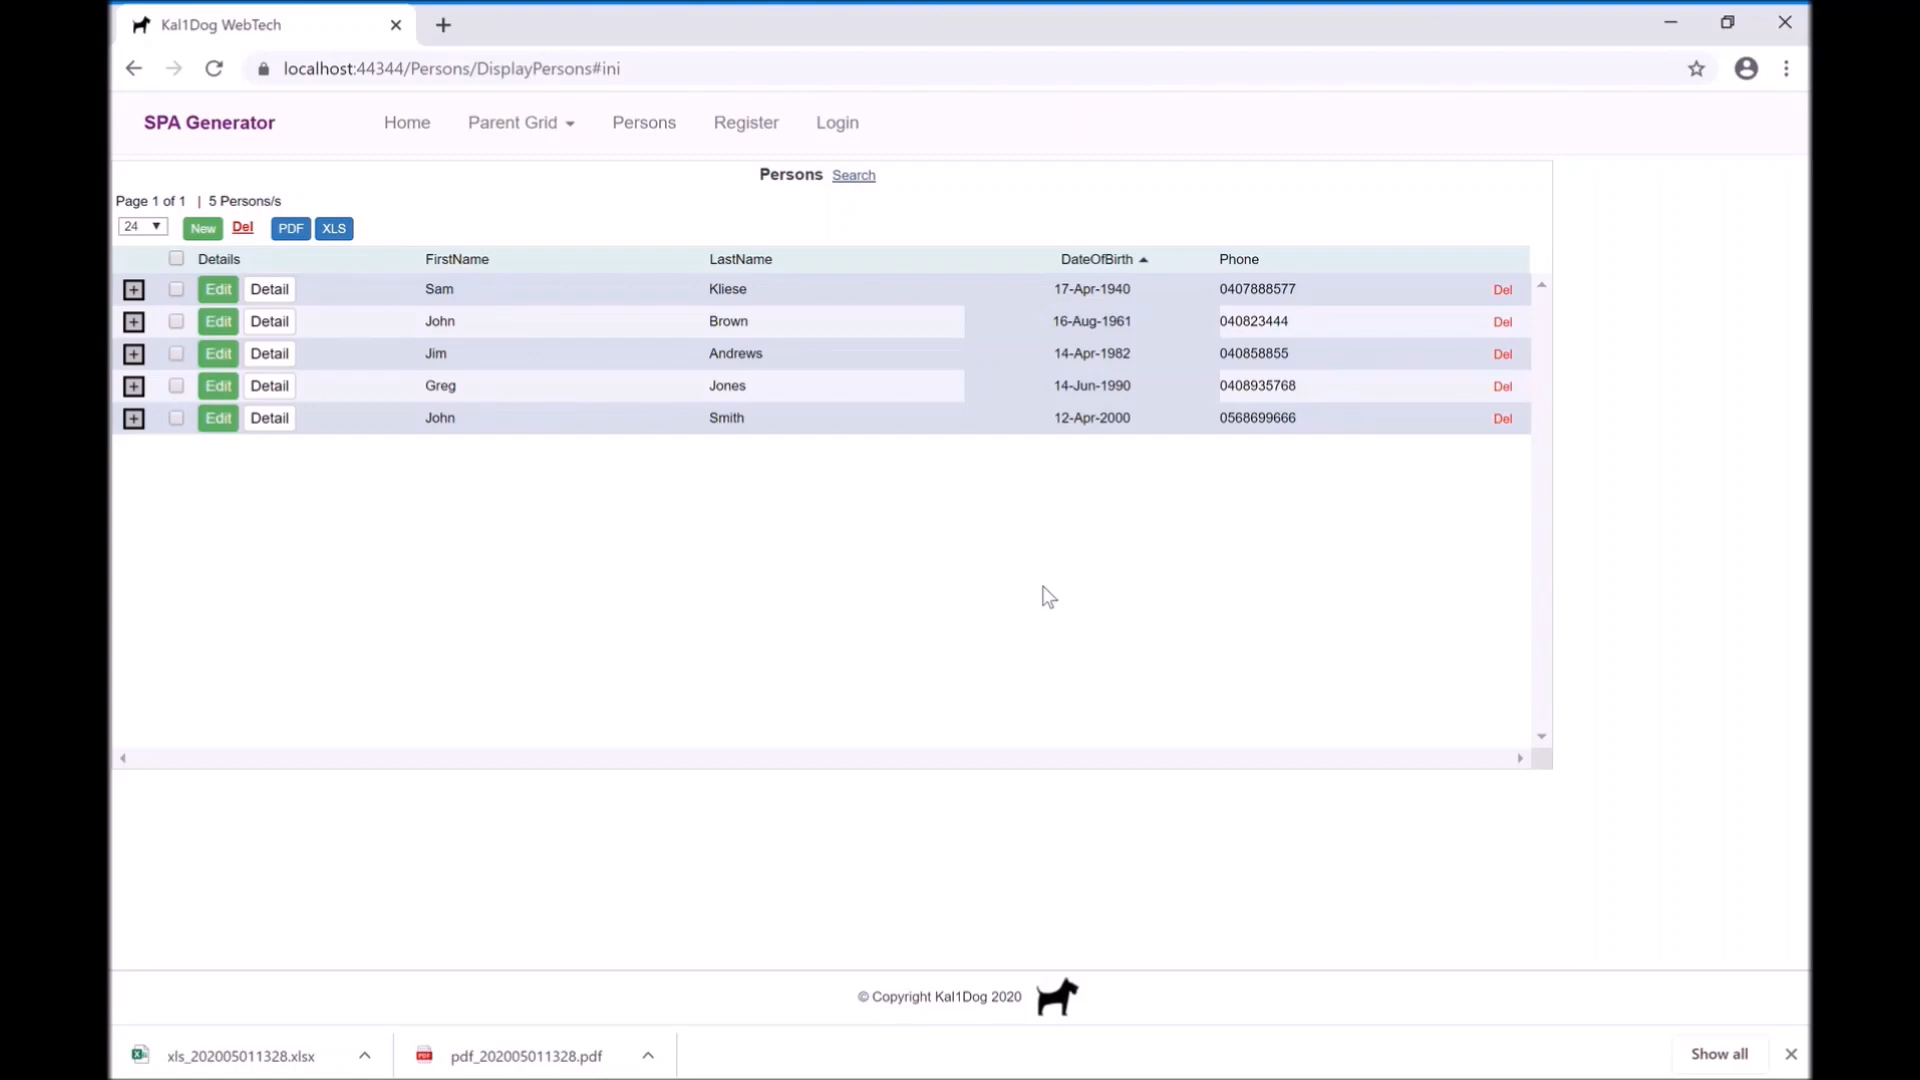 Kal1Dog WebTech
localhost:44344/Persons/DisplayPersons#ini
SPA Generator Home Parent Grid Persons Register Login
Persons Search
Page 1 of 1 | 5 Persons/s
24 New Del PDF XLS
Details FirstName LastName DateOfBirth Phone
Edit Detail Sam Kliese 17-Apr-1940 0407888577 Del
Edit Detail John Brown 16-Aug-1961 040823444 Del
Edit Detail Jim Andrews 14-Apr-1982 040858855 Del
Edit Detail Greg Jones 14-Jun-1990 0408935768 Del
Edit Detail John Smith 12-Apr-2000 0568699666 Del
© Copyright Kal1Dog 2020
xls_202005011328.xlsx pdf_202005011328.pdf Show all